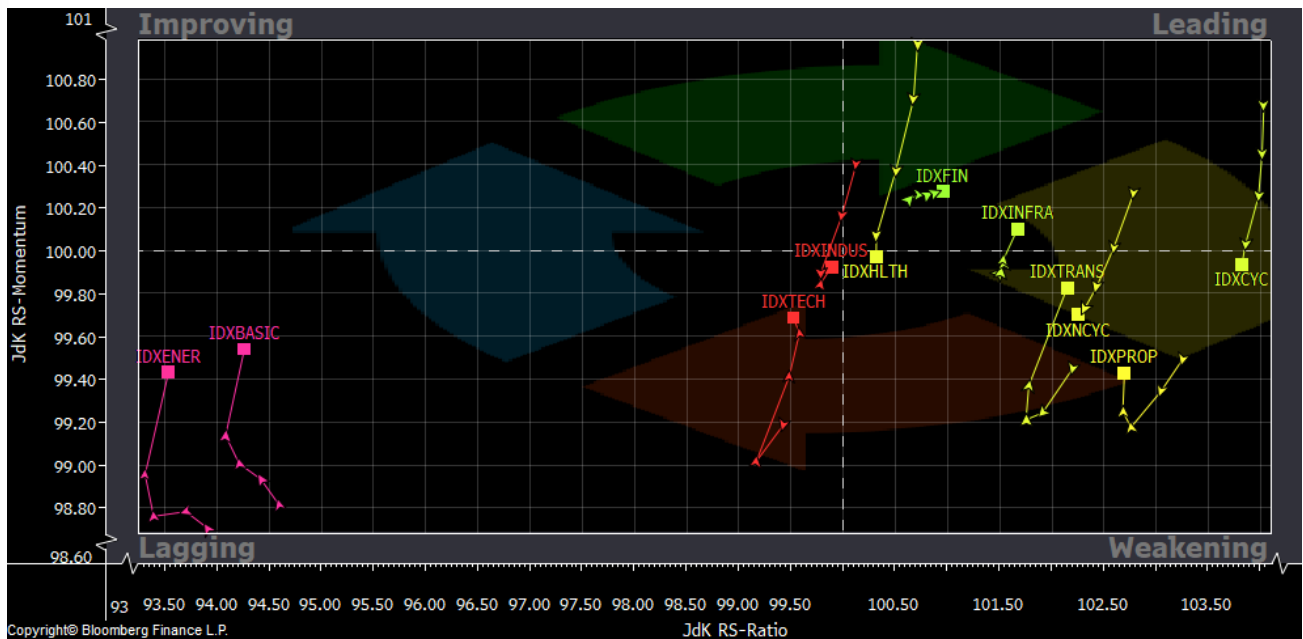 101
Improving
Leading
100.80
100.60
100.40
100.20
100.00
99.80
99.60
99.40
99.20
99.00
98.80
98.60
JdK RS-Momentum
IDXFIN
IDXINFRA
IDXINDUS
IDXHLTH
IDXTRANS
IDXCYC
IDXTECH
IDXNCYC
IDXBASIC
IDXENER
IDXPROP
Lagging
Weakening
93 93.50 94.00 94.50 95.00 95.50 96.00 96.50 97.00 97.50 98.00 98.50 99.00 99.50 100.50 101.50 102.50 103.50
Copyright© Bloomberg Finance L.P.
JdK RS-Ratio